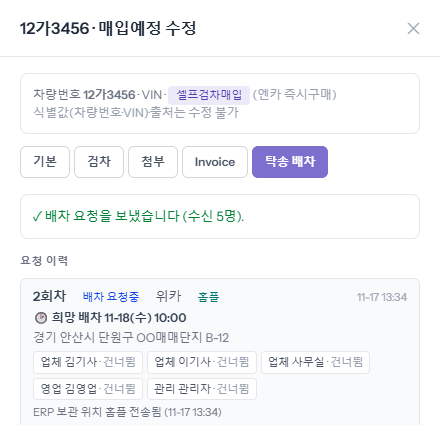 12가3456 · 매입예정 수정
차량번호 12가3456 · VIN · 셀프검차매입 (엔카 즉시구매)
식별값(차량번호·VIN)·출처는 수정 불가
기본 검차 첨부 Invoice 탁송 배차
✓ 배차 요청을 보냈습니다 (수신 5명).
요청 이력
2회차 배차 요청중 위카 홈플 11-17 13:34
희망 배차 11-18(수) 10:00
경기 안산시 단원구 OO매매단지 B-12
업체 김기사 · 건너뜀 업체 이기사 · 건너뜀 업체 사무실 · 건너뜀
영업 김영업 · 건너뜀 관리 관리자 · 건너뜀
ERP 보관 위치 홈플 전송됨 (11-17 13:34)